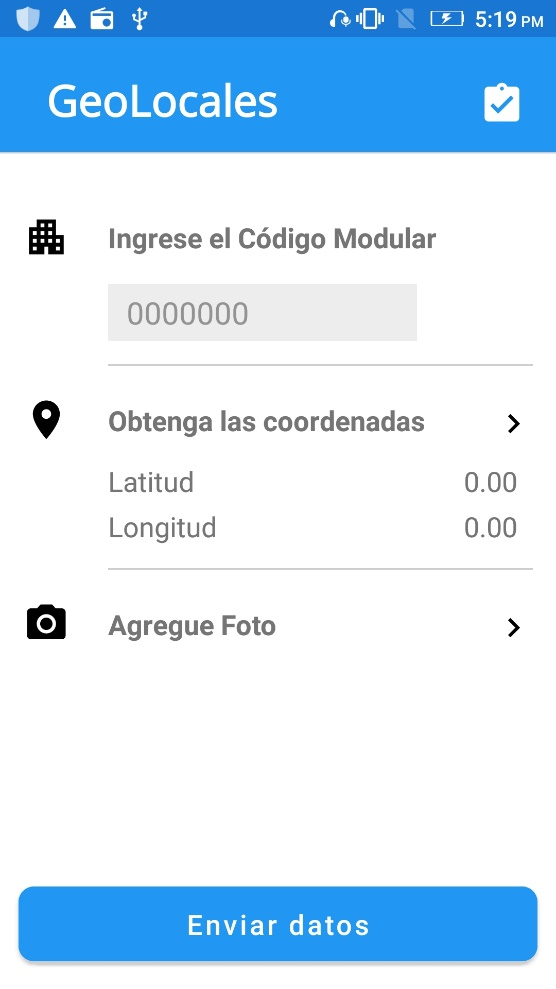 5:19 PM
GeoLocales
Ingrese el Código Modular
0000000
Obtenga las coordenadas
Latitud 0.00
Longitud 0.00
Agregue Foto
Enviar datos